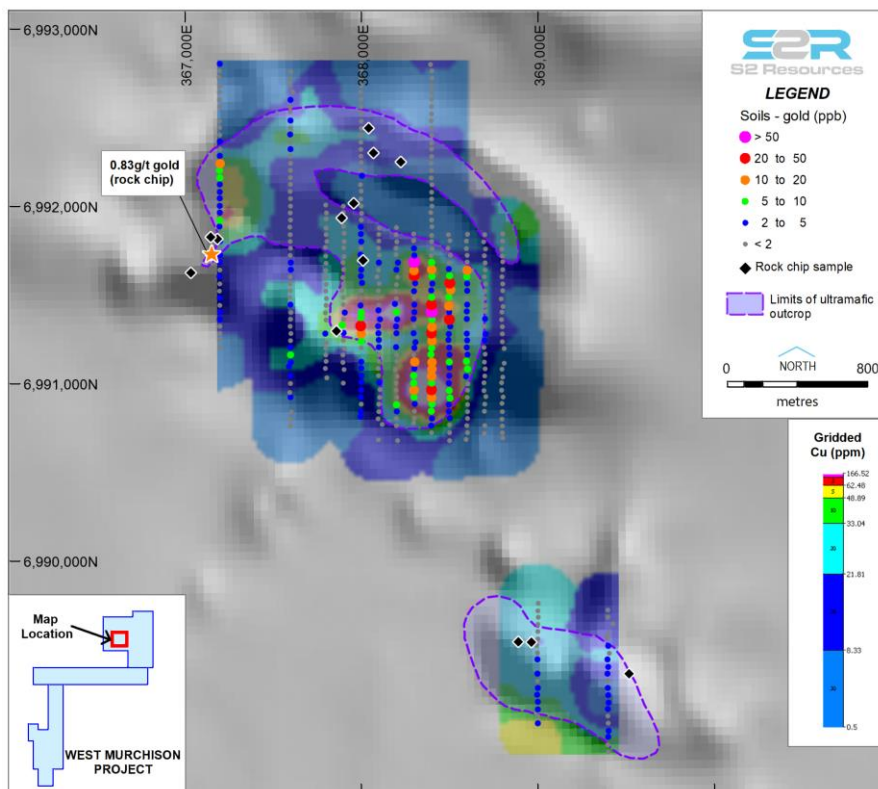 6,993,000N
367,000E
368,000E
369,000E
0.83g/t gold
(rock chip)
6,992,000N
6,991,000N
6,990,000N
S2R
S2 Resources
LEGEND
Soils - gold (ppb)
> 50
20 to 50
10 to 20
5 to 10
2 to 5
< 2
Rock chip sample
Limits of ultramafic
outcrop
NORTH
0 800
metres
Gridded
Cu (ppm)
166.52
62.48
5
48.89
33.04
21.81
8.33
0.5
Map
Location
WEST MURCHISON
PROJECT